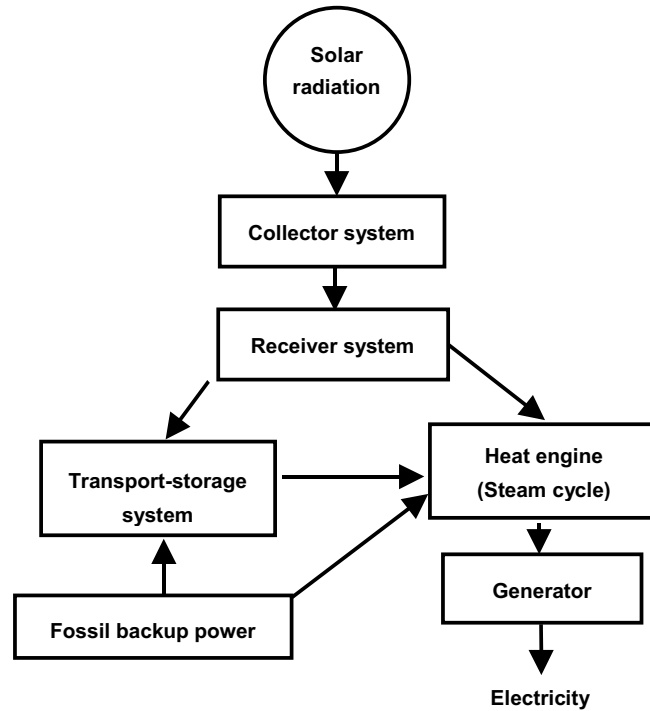 Solar
radiation
Collector system
Receiver system
Transport-storage
system
Heat engine
(Steam cycle)
Fossil backup power
Generator
Electricity